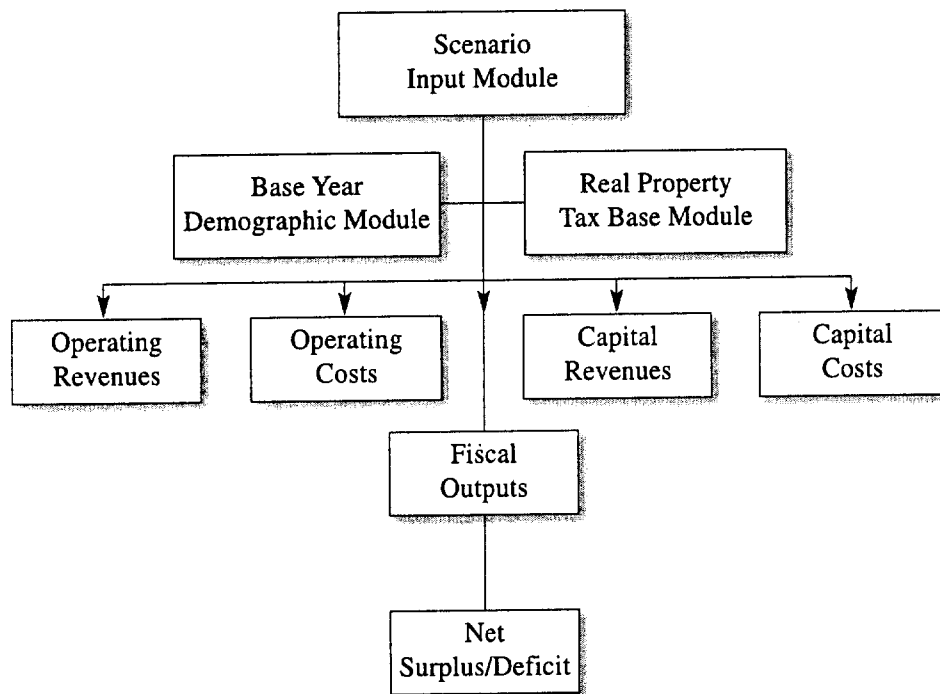 Scenario
Input Module
Base Year
Demographic Module
Real Property
Tax Base Module
Operating
Revenues
Operating
Costs
Capital
Revenues
Capital
Costs
Fiscal
Outputs
Net
Surplus/Deficit